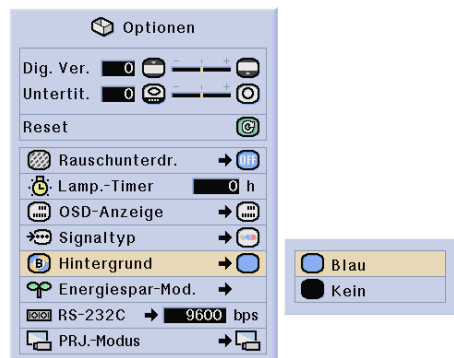 Optionen
Dig. Ver. 0 - +
Untertit. 0 - +
Reset
Rauschunterdr. OFF
Lamp.-Timer 0 h
OSD-Anzeige
Signaltyp
B Hintergrund
Energiespar-Mod.
RS-232C 9600 bps
PRJ.-Modus
Blau
Kein